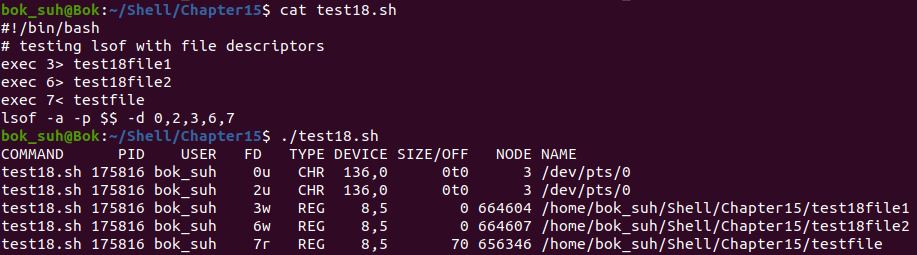 bok_suh@Bok:~/Shell/Chapter15$ cat test18.sh
#!/bin/bash
# testing lsof with file descriptors
exec 3> test18file1
exec 6> test18file2
exec 7< testfile
lsof -a -p $$ -d 0,2,3,6,7
bok_suh@Bok:~/Shell/Chapter15$ ./test18.sh
COMMAND     PID    USER   FD   TYPE DEVICE SIZE/OFF   NODE NAME
test18.sh 175816 bok_suh    0u   CHR  136,0      0t0      3 /dev/pts/0
test18.sh 175816 bok_suh    2u   CHR  136,0      0t0      3 /dev/pts/0
test18.sh 175816 bok_suh    3w   REG    8,5        0 664604 /home/bok_suh/Shell/Chapter15/test18file1
test18.sh 175816 bok_suh    6w   REG    8,5        0 664607 /home/bok_suh/Shell/Chapter15/test18file2
test18.sh 175816 bok_suh    7r   REG    8,5       70 656346 /home/bok_suh/Shell/Chapter15/testfile